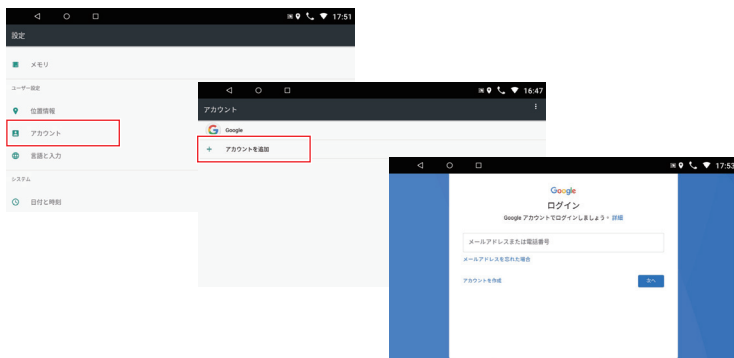 17:51
設定
メモリ
ユーザー設定
位置情報
アカウント
言語と入力
システム
日付と時刻
16:47
アカウント
Google
アカウントを追加
17:53
Google
ログイン
Google アカウントでログインしましょう。詳細
メールアドレスまたは電話番号
メールアドレスを忘れた場合
アカウントを作成
次へ